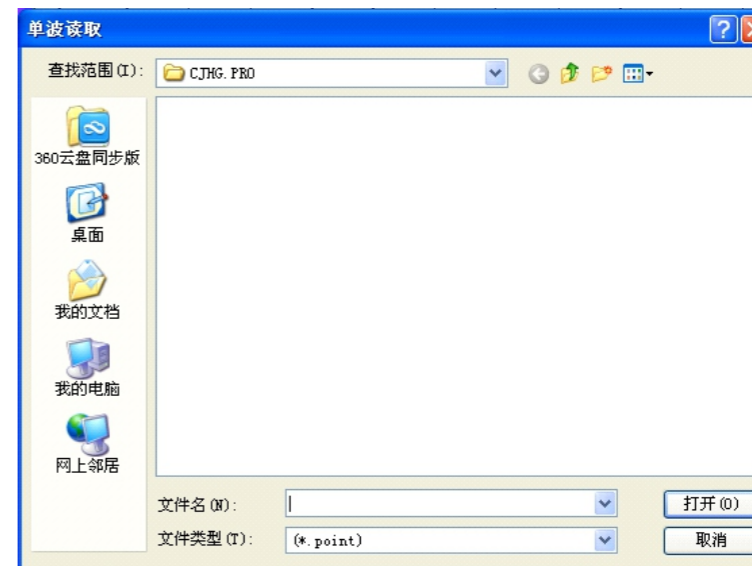 单波读取
查找范围(I):
CJHG.PRO
360云盘同步版
桌面
我的文档
我的电脑
网上邻居
文件名(N):
打开(O)
文件类型(T):
(*.point)
取消